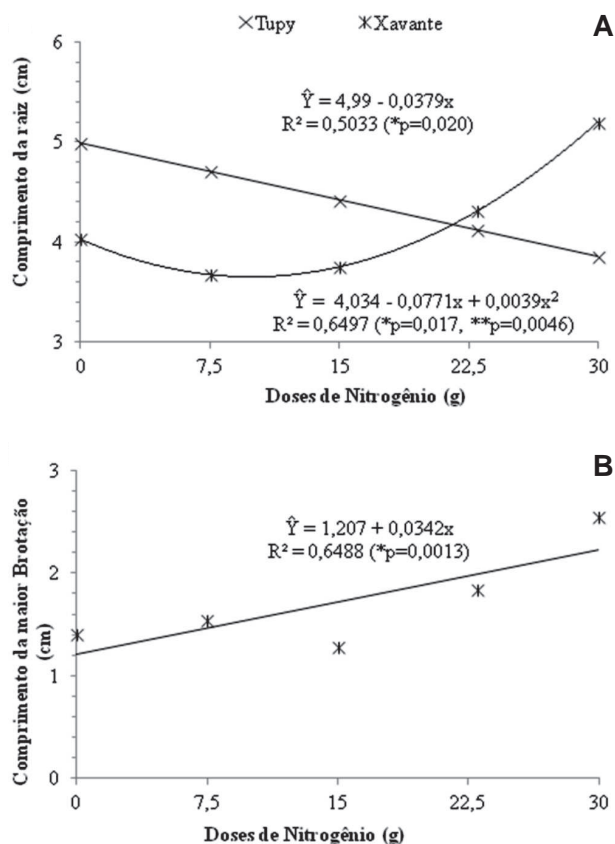 Tupy Xavante
A
6
5
4
3
Comprimento da raiz (cm)
Ŷ = 4,99 - 0,0379x
R² = 0,5033 (*p=0,020)
Ŷ = 4,034 - 0,0771x + 0,0039x²
R² = 0,6497 (*p=0,017, **p=0,0046)
0 7,5 15 22,5 30
Doses de Nitrogênio (g)
B
3
2
1
0
Comprimento da maior Brotação
(cm)
Ŷ = 1,207 + 0,0342x
R² = 0,6488 (*p=0,0013)
0 7,5 15 22,5 30
Doses de Nitrogênio (g)